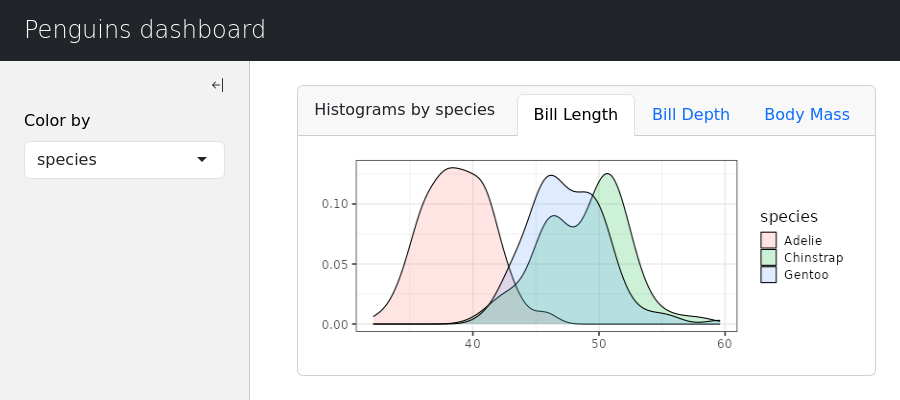 Penguins dashboard
Color by
species
Histograms by species
Bill Length
Bill Depth
Body Mass
0.10
0.05
0.00
40
50
60
species
Adelie
Chinstrap
Gentoo